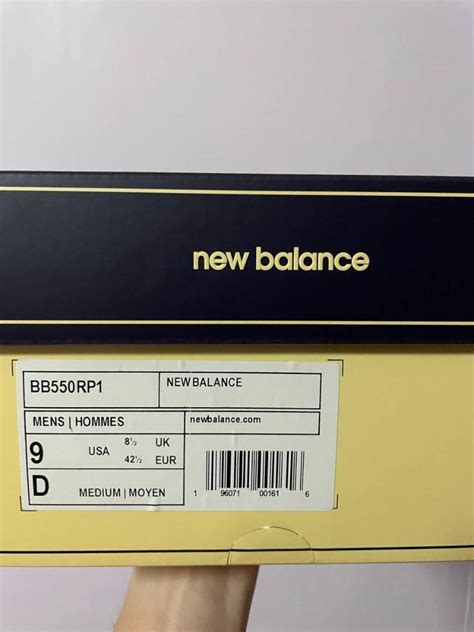 new balance
BB550RP1 NEW BALANCE
MENS | HOMMES newbalance.com
9 USA 8½ UK
42½ EUR
D MEDIUM | MOYEN
1 96071 00161 6